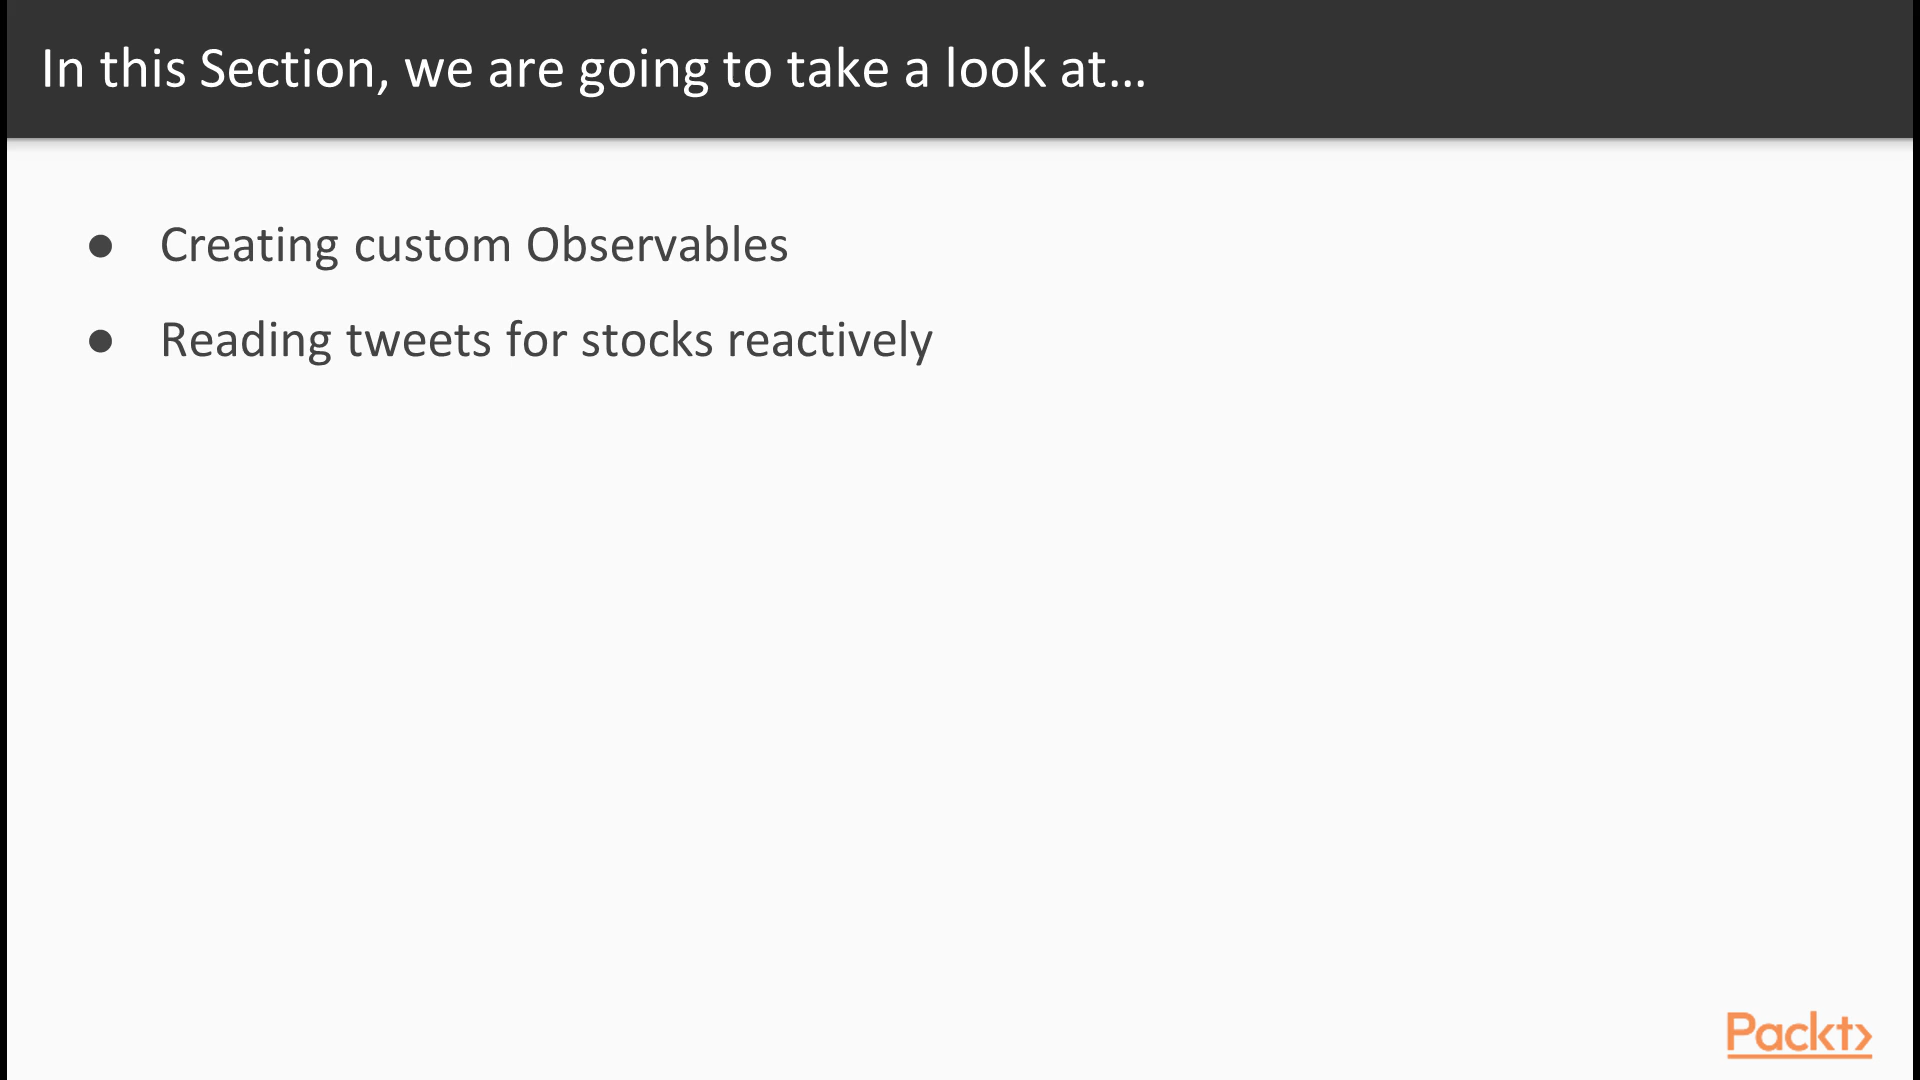 In this Section, we are going to take a look at...
● Creating custom Observables
● Reading tweets for stocks reactively
Packt>